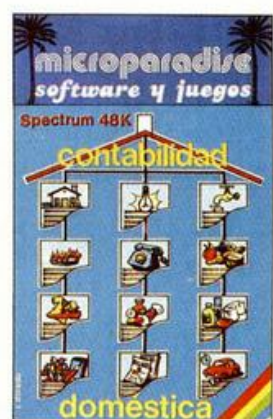 microparadise
software y juegos
Spectrum 48K
contabilidad
doméstica